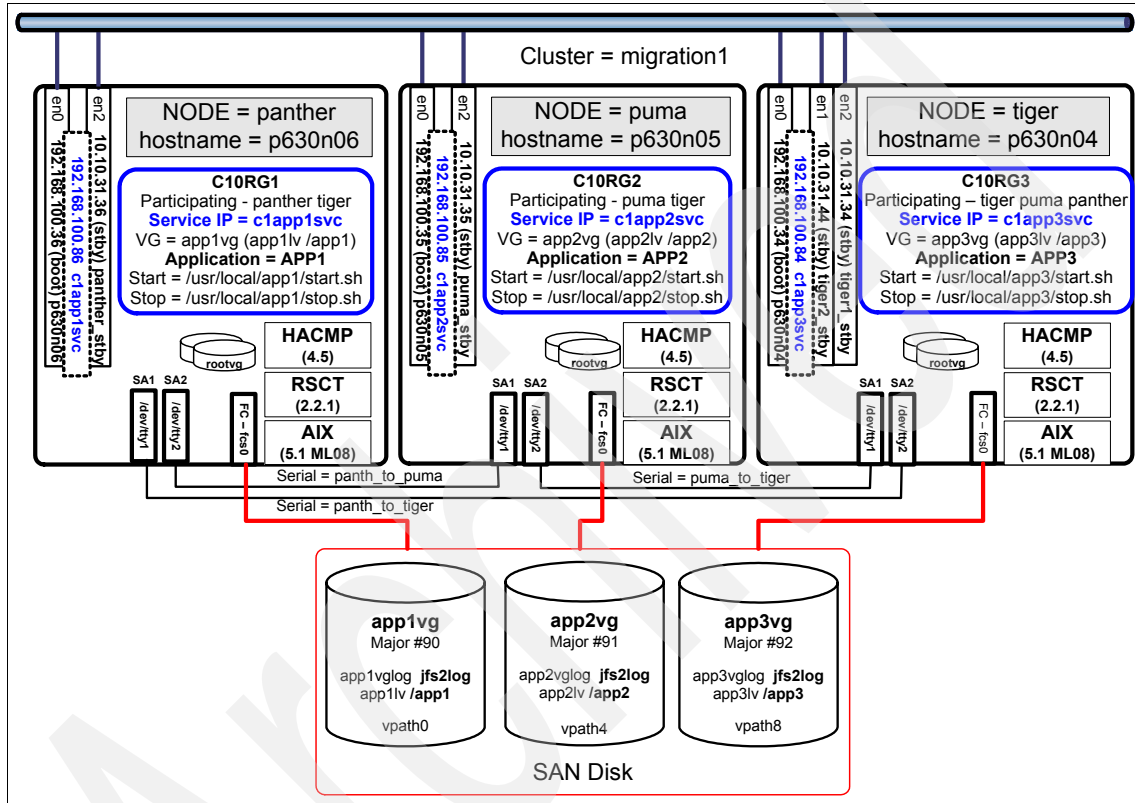 Cluster = migration1
en0
en2
192.168.100.36 (boot) p630n06
192.168.100.86 c1app1svc
10.10.31.36 (stby) panther_stby
NODE = panther
hostname = p630n06
C10RG1
Participating - panther tiger
Service IP = c1app1svc
VG = app1vg (app1lv /app1)
Application = APP1
Start = /usr/local/app1/start.sh
Stop = /usr/local/app1/stop.sh
rootvg
HACMP
(4.5)
RSCT
(2.2.1)
AIX
(5.1 ML08)
SA1
SA2
/dev/tty1
/dev/tty2
FC – fcs0
en0
en2
192.168.100.35 (boot) p630n05
192.168.100.85 c1app2svc
10.10.31.35 (stby) puma_stby
NODE = puma
hostname = p630n05
C10RG2
Participating - puma tiger
Service IP = c1app2svc
VG = app2vg (app2lv /app2)
Application = APP2
Start = /usr/local/app2/start.sh
Stop = /usr/local/app2/stop.sh
rootvg
HACMP
(4.5)
RSCT
(2.2.1)
AIX
(5.1 ML08)
SA1
SA2
/dev/tty1
/dev/tty2
FC – fcs0
en0
en1
en2
192.168.100.34 (boot) p630n04
192.168.100.84 c1app3svc
10.10.31.44 (stby) tiger2_stby
10.10.31.34 (stby) tiger1_stby
NODE = tiger
hostname = p630n04
C10RG3
Participating – tiger puma panther
Service IP = c1app3svc
VG = app3vg (app3lv /app3)
Application = APP3
Start = /usr/local/app3/start.sh
Stop = /usr/local/app3/stop.sh
rootvg
HACMP
(4.5)
RSCT
(2.2.1)
AIX
(5.1 ML08)
SA1
SA2
/dev/tty1
/dev/tty2
FC – fcs0
Serial = panth_to_puma
Serial = puma_to_tiger
Serial = panth_to_tiger
app1vg
Major #90
app1vglog jfs2log
app1lv /app1
vpath0
app2vg
Major #91
app2vglog jfs2log
app2lv /app2
vpath4
app3vg
Major #92
app3vglog jfs2log
app3lv /app3
vpath8
SAN Disk